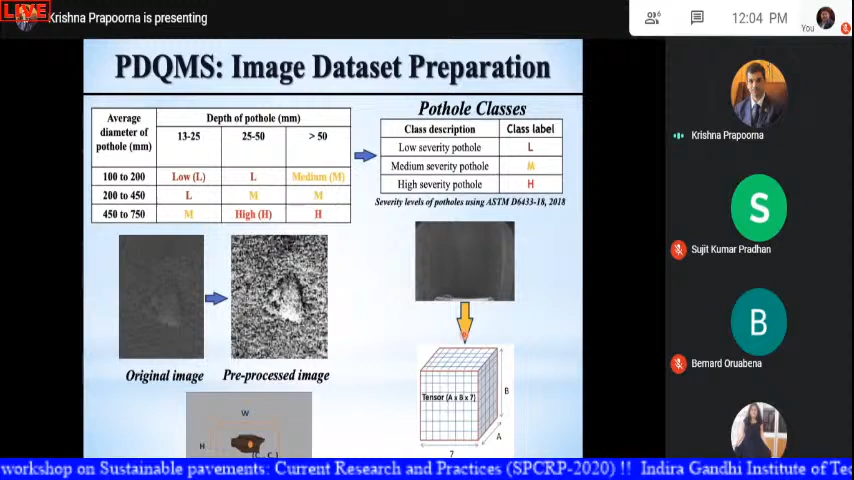 LIVE
Krishna Prapoorna is presenting
6
12:04 PM
You
PDQMS: Image Dataset Preparation
Average diameter of pothole (mm)
Depth of pothole (mm)
13-25 25-50 > 50
100 to 200 Low (L) L Medium (M)
200 to 450 L M M
450 to 750 M High (H) H
Pothole Classes
Class description Class label
Low severity pothole L
Medium severity pothole M
High severity pothole H
Severity levels of potholes using ASTM D6433-18, 2018
Original image
Pre-processed image
W
H
Tensor (A x B x 7)
B
A
7
Krishna Prapoorna
S
Sujit Kumar Pradhan
B
Bernard Oruabena
workshop on Sustainable pavements: Current Research and Practices (SPCRP-2020) !! Indira Gandhi Institute of Tec